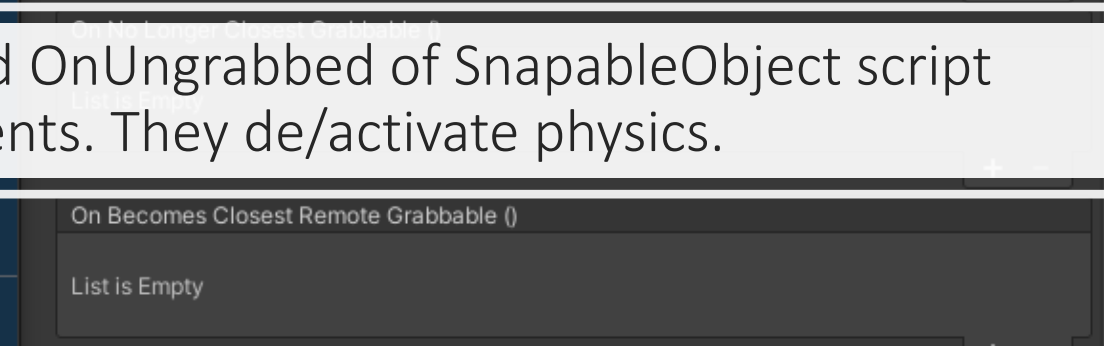 On No Longer Closest Grabbable ()
d OnUngrabbed of SnapableObject script
List is Empty
ents. They de/activate physics.
On Becomes Closest Remote Grabbable ()
List is Empty